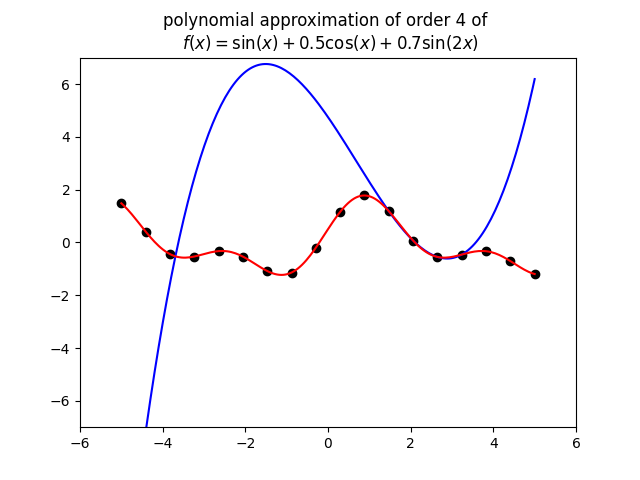 polynomial approximation of order 4 of
f(x) = sin(x) + 0.5cos(x) + 0.7sin(2x)
6
4
2
0
−2
−4
−6
−6 −4 −2 0 2 4 6